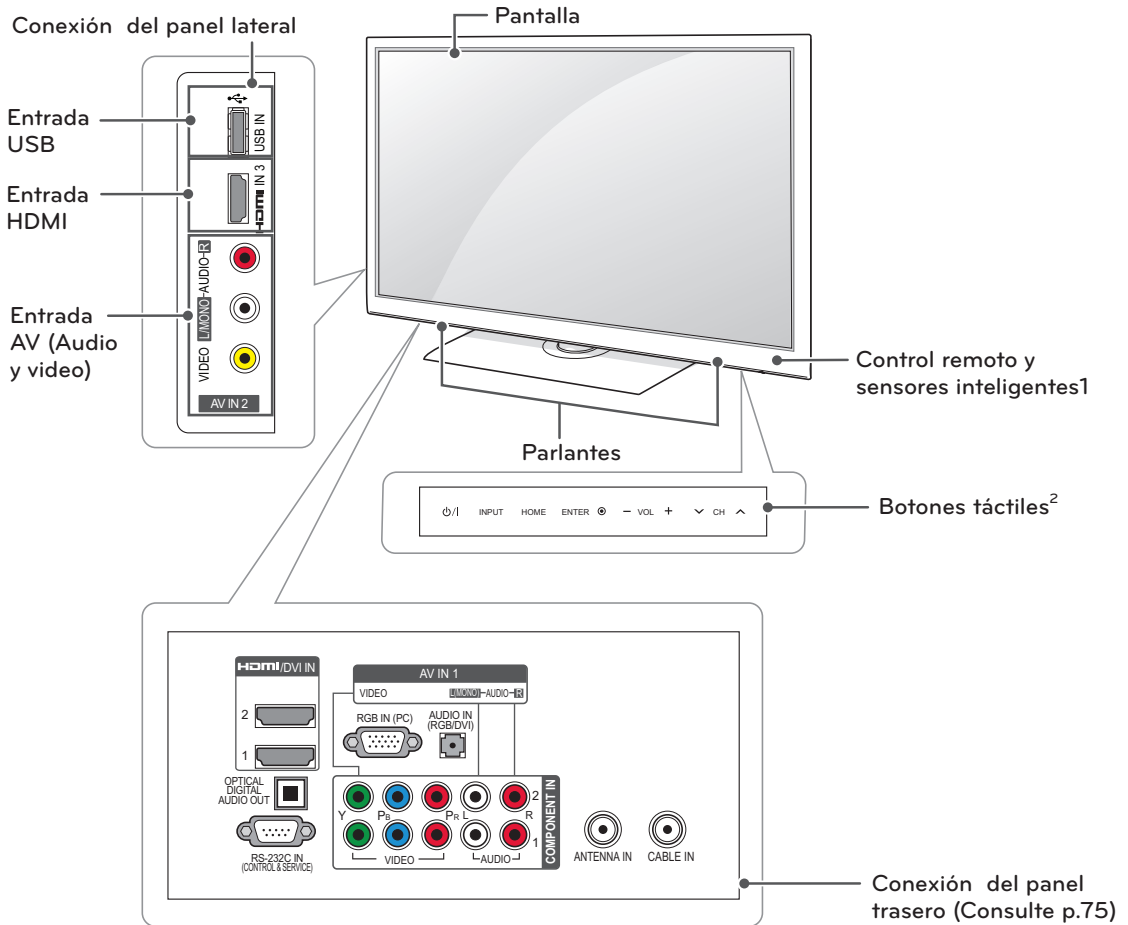 Conexión del panel lateral
Pantalla
Entrada
USB
USB IN
Entrada
HDMI
HDMI IN 3
Entrada
AV (Audio
y video)
VIDEO L/MONO-AUDIO-R
AV IN 2
Control remoto y
sensores inteligentes1
Parlantes
⏻/I INPUT HOME ENTER ⦿ − VOL + ∨ CH ∧
Botones táctiles²
HDMI/DVI IN
2
1
OPTICAL
DIGITAL
AUDIO OUT
RS-232C IN
(CONTROL & SERVICE)
AV IN 1
VIDEO L(MONO)-AUDIO-R
RGB IN (PC)
AUDIO IN
(RGB/DVI)
2
Y PB PR L R
1
VIDEO AUDIO
COMPONENT IN
ANTENNA IN
CABLE IN
Conexión del panel
trasero (Consulte p.75)